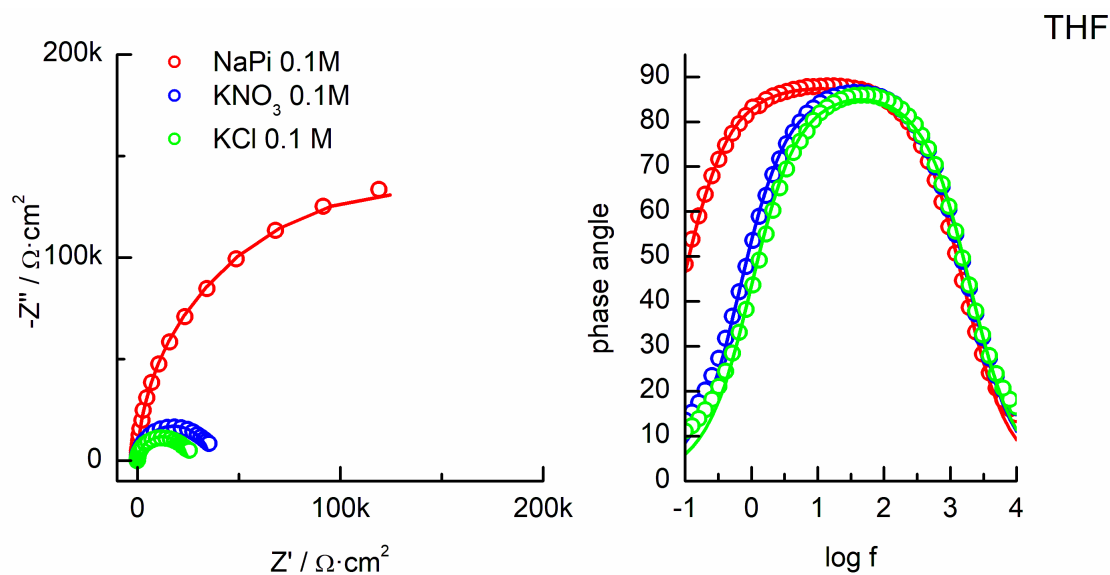 THF
200k
100k
0
-Z'' / Ω·cm²
NaPi 0.1M
KNO₃ 0.1M
KCl 0.1 M
0
100k
200k
Z' / Ω·cm²
90
80
70
60
50
40
30
20
10
0
phase angle
-1
0
1
2
3
4
log f